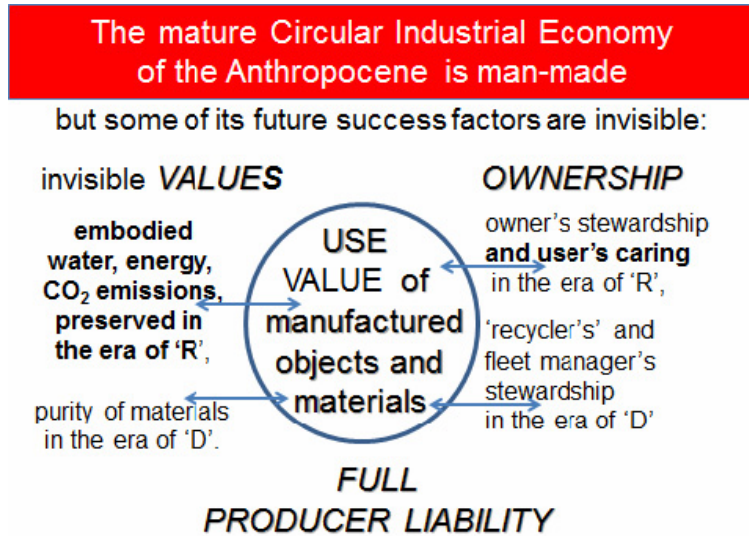 The mature Circular Industrial Economy
of the Anthropocene is man-made
but some of its future success factors are invisible:
invisible VALUES
embodied
water, energy,
CO₂ emissions,
preserved in
the era of ‘R’,
purity of materials
in the era of ‘D’.
USE
VALUE of
manufactured
objects and
materials
OWNERSHIP
owner’s stewardship
and user’s caring
in the era of ‘R’,
‘recycler’s’ and
fleet manager’s
stewardship
in the era of ‘D’
FULL
PRODUCER LIABILITY